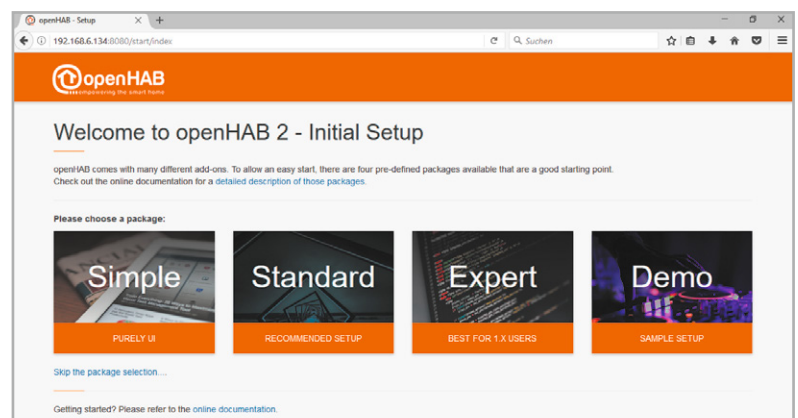 openHAB - Setup
192.168.6.134:8080/start/index
Suchen
openHAB
empowering the smart home
Welcome to openHAB 2 - Initial Setup
openHAB comes with many different add-ons. To allow an easy start, there are four pre-defined packages available that are a good starting point.
Check out the online documentation for a detailed description of those packages.
Please choose a package:
Simple
Standard
Expert
Demo
PURELY UI
RECOMMENDED SETUP
BEST FOR 1.X USERS
SAMPLE SETUP
Skip the package selection....
Getting started? Please refer to the online documentation.